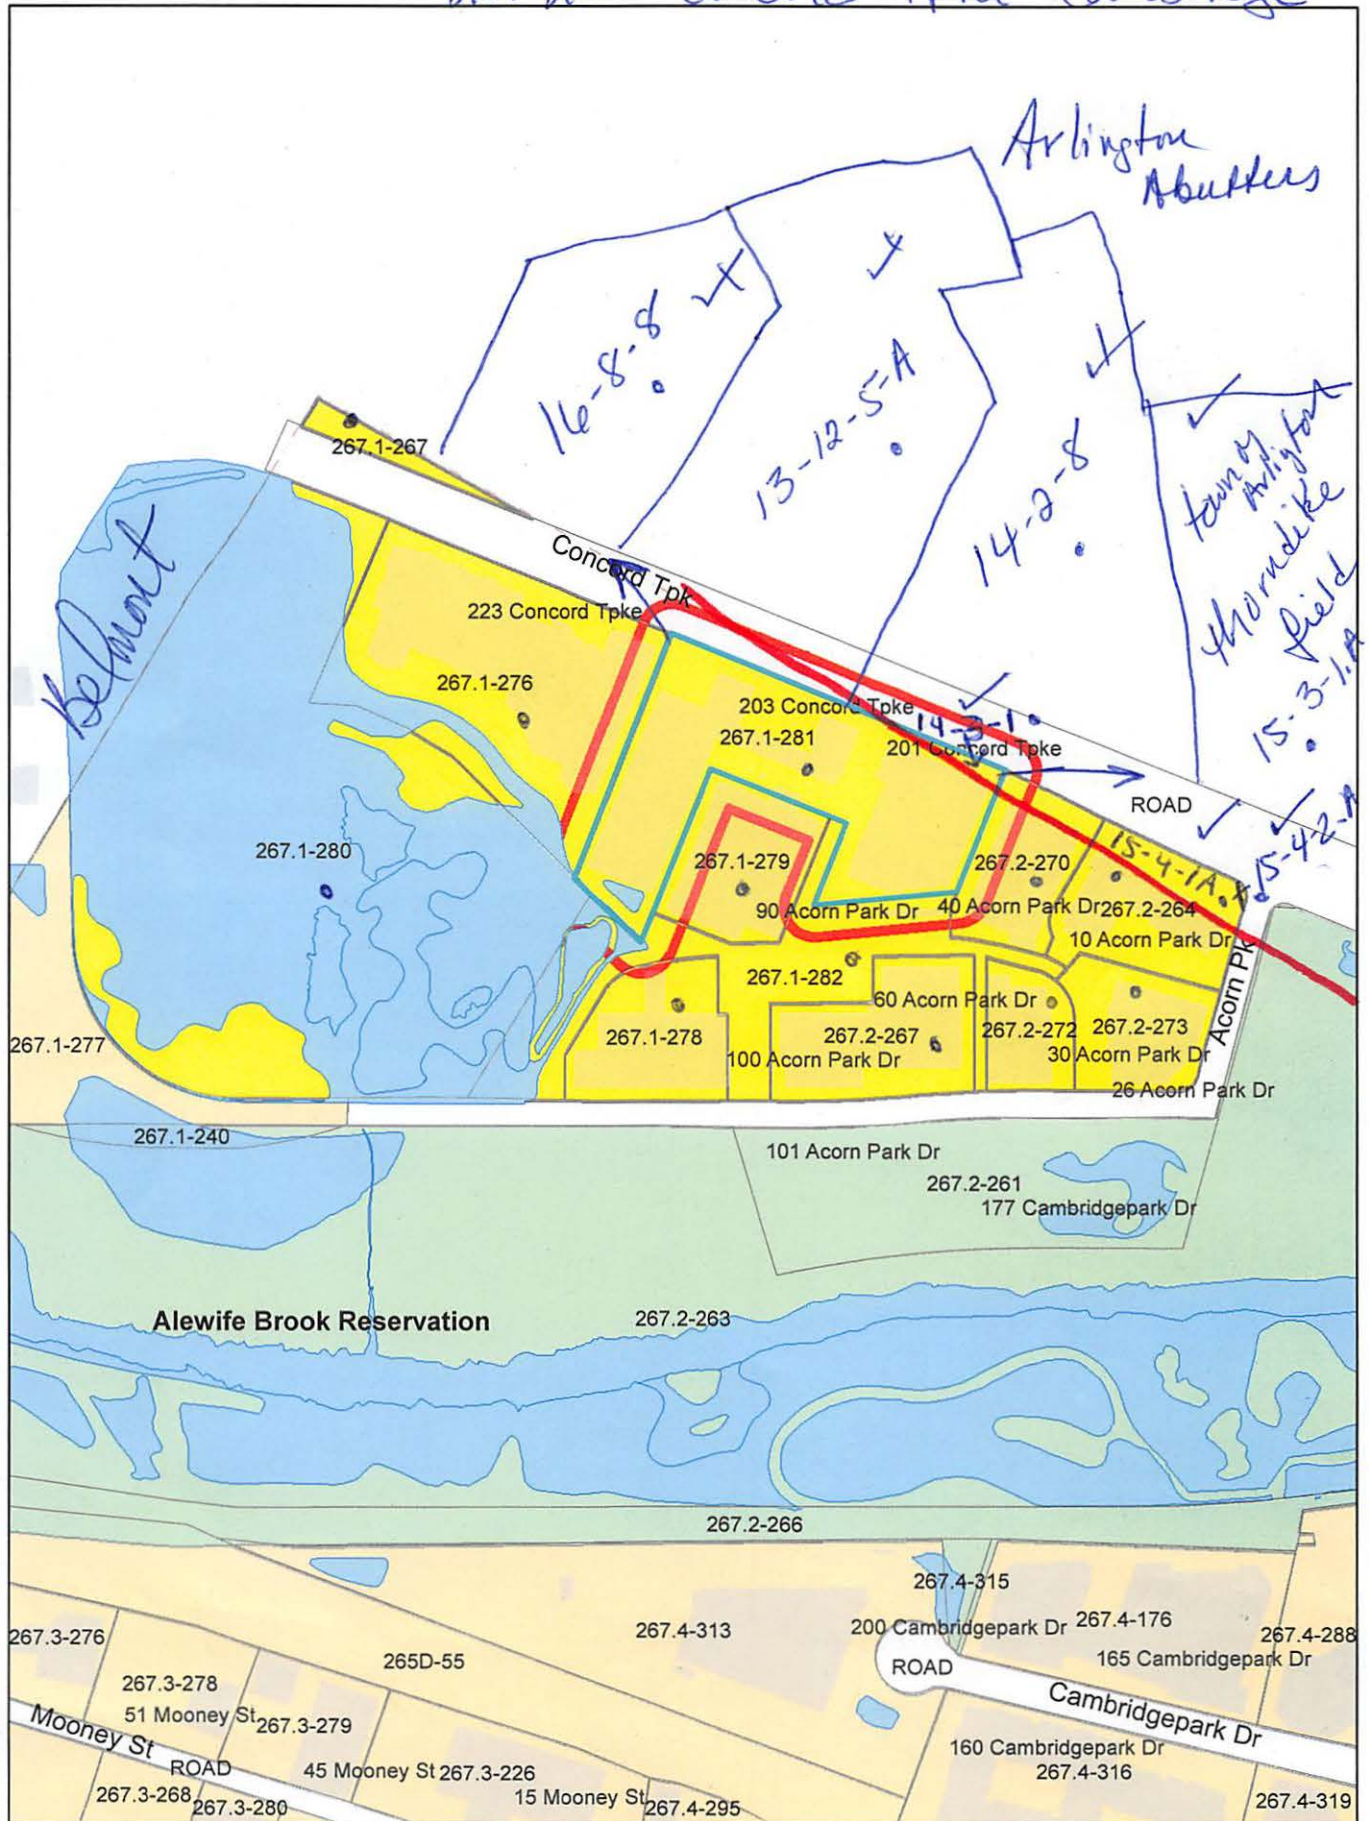 Arlington
Abutters
16-8-8
13-12-5-A
14-2-8
town of
Arlington
thorndike
field
15-3-1.A
267.1-267
Belmont
Concord Tpk
223 Concord Tpke
267.1-276
203 Concord Tpke
14-3-1
267.1-281
201 Concord Tpke
ROAD
15-4-2-A
267.1-280
267.1-279
267.2-270
15-4-1A.
90 Acorn Park Dr
40 Acorn Park Dr
267.2-264
10 Acorn Park Dr
Acorn Pk
267.1-282
60 Acorn Park Dr
267.1-277
267.1-278
267.2-267
267.2-272
267.2-273
100 Acorn Park Dr
30 Acorn Park Dr
26 Acorn Park Dr
267.1-240
101 Acorn Park Dr
267.2-261
177 Cambridgepark Dr
Alewife Brook Reservation
267.2-263
267.2-266
267.4-315
267.3-276
267.4-313
200 Cambridgepark Dr
267.4-176
267.4-288
265D-55
ROAD
165 Cambridgepark Dr
267.3-278
51 Mooney St
267.3-279
Mooney St
Cambridgepark Dr
ROAD
45 Mooney St
267.3-226
160 Cambridgepark Dr
267.4-316
267.3-268
267.3-280
15 Mooney St
267.4-295
267.4-319